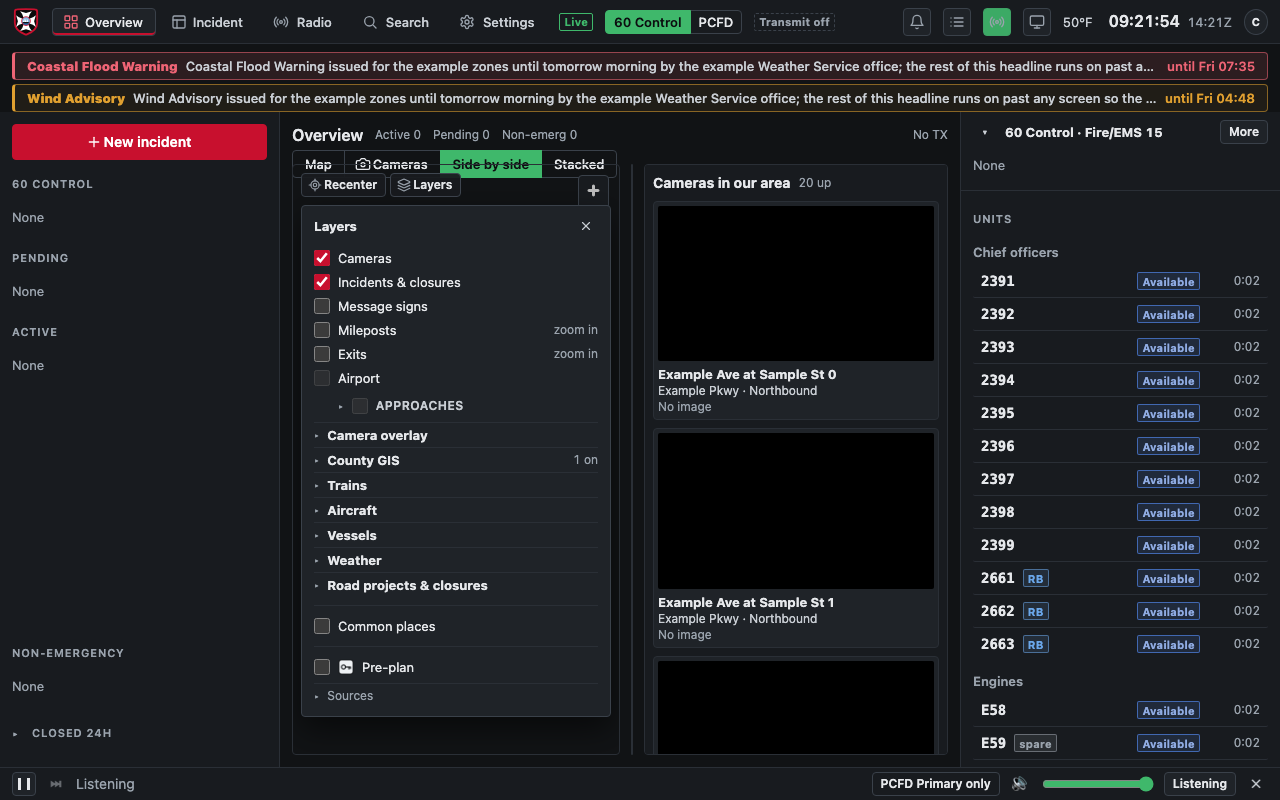 Overview
Incident
Radio
Search
Settings
Live
60 Control
PCFD
Transmit off
50°F
09:21:54
14:21Z
C
Coastal Flood Warning Coastal Flood Warning issued for the example zones until tomorrow morning by the example Weather Service office; the rest of this headline runs on past a... until Fri 07:35
Wind Advisory Wind Advisory issued for the example zones until tomorrow morning by the example Weather Service office; the rest of this headline runs on past any screen so the ... until Fri 04:48
+ New incident
60 CONTROL
None
PENDING
None
ACTIVE
None
NON-EMERGENCY
None
CLOSED 24H
Overview Active 0 Pending 0 Non-emerg 0 No TX
Map
Cameras
Side by side
Stacked
Recenter
Layers
+
Layers
Cameras
Incidents & closures
Message signs
Mileposts zoom in
Exits zoom in
Airport
APPROACHES
Camera overlay
County GIS 1 on
Trains
Aircraft
Vessels
Weather
Road projects & closures
Common places
Pre-plan
Sources
Cameras in our area 20 up
Example Ave at Sample St 0
Example Pkwy · Northbound
No image
Example Ave at Sample St 1
Example Pkwy · Northbound
No image
60 Control · Fire/EMS 15
More
None
UNITS
Chief officers
2391 Available 0:02
2392 Available 0:02
2393 Available 0:02
2394 Available 0:02
2395 Available 0:02
2396 Available 0:02
2397 Available 0:02
2398 Available 0:02
2399 Available 0:02
2661 RB Available 0:02
2662 RB Available 0:02
2663 RB Available 0:02
Engines
E58 Available 0:02
E59 spare Available 0:02
Listening
PCFD Primary only
Listening